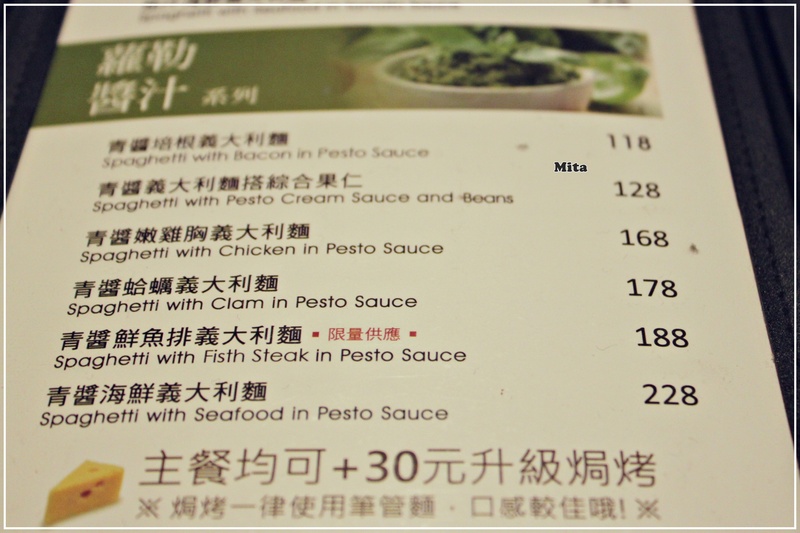 蘿勒
醬汁 系列
青醬培根義大利麵 118
Spaghetti with Bacon in Pesto Sauce
Mita
青醬義大利麵搭綜合果仁 128
Spaghetti with Pesto Cream Sauce and Beans
青醬嫩雞胸義大利麵 168
Spaghetti with Chicken in Pesto Sauce
青醬蛤蠣義大利麵 178
Spaghetti with Clam in Pesto Sauce
青醬鮮魚排義大利麵 ▪ 限量供應 ▪ 188
Spaghetti with Fisth Steak in Pesto Sauce
青醬海鮮義大利麵 228
Spaghetti with Seafood in Pesto Sauce
主餐均可+30元升級焗烤
※ 焗烤一律使用筆管麵，口感較佳哦! ※